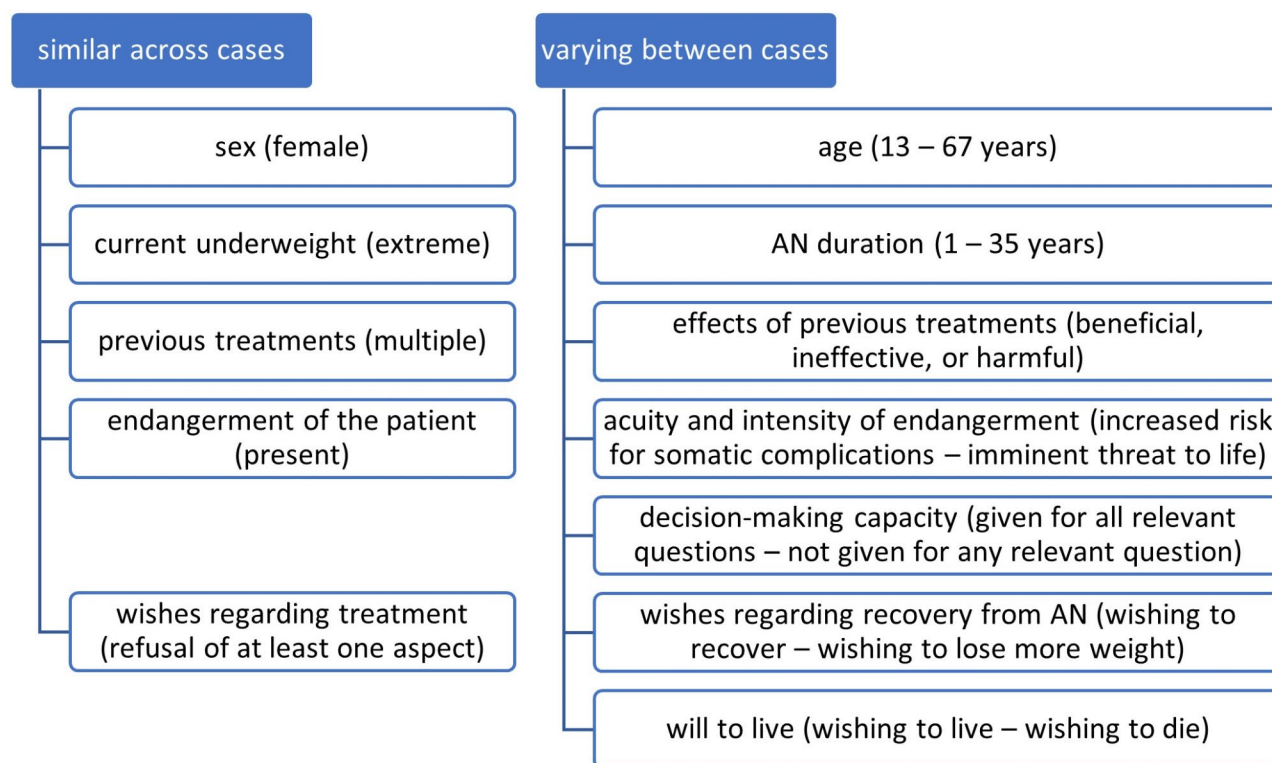 similar across cases
sex (female)
current underweight (extreme)
previous treatments (multiple)
endangerment of the patient
(present)
wishes regarding treatment
(refusal of at least one aspect)
varying between cases
age (13 – 67 years)
AN duration (1 – 35 years)
effects of previous treatments (beneficial,
ineffective, or harmful)
acuity and intensity of endangerment (increased risk
for somatic complications – imminent threat to life)
decision-making capacity (given for all relevant
questions – not given for any relevant question)
wishes regarding recovery from AN (wishing to
recover – wishing to lose more weight)
will to live (wishing to live – wishing to die)